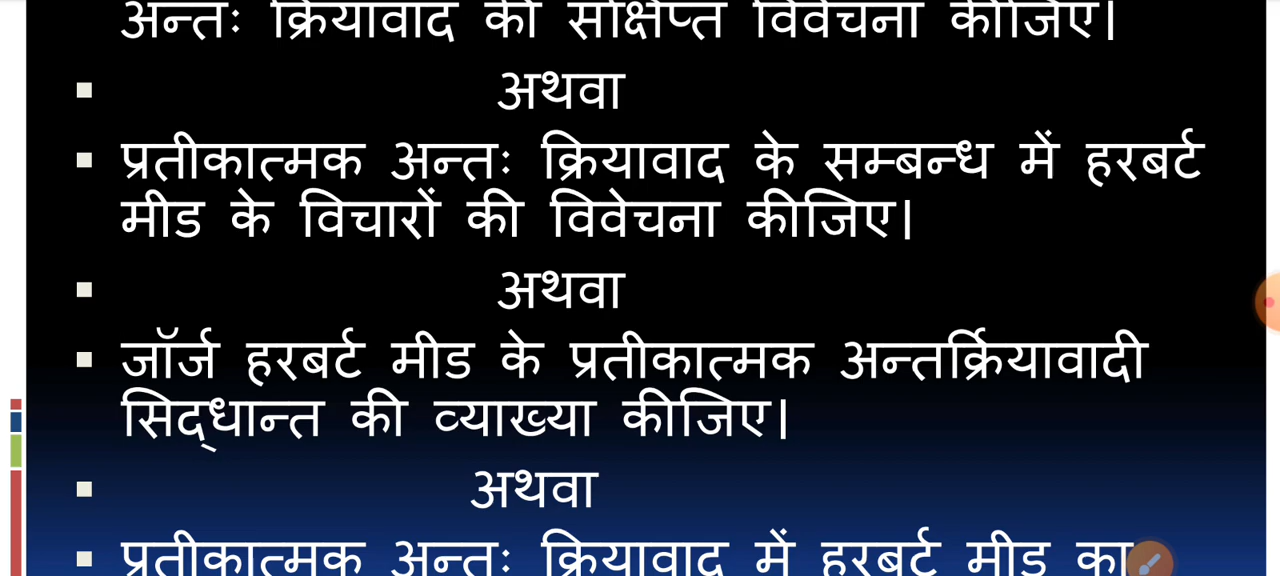 अन्तः क्रियावाद की संक्षिप्त विवेचना कीजिए।
अथवा
प्रतीकात्मक अन्तः क्रियावाद के सम्बन्ध में हरबर्ट
मीड के विचारों की विवेचना कीजिए।
अथवा
जॉर्ज हरबर्ट मीड के प्रतीकात्मक अन्तर्क्रियावादी
सिद्धान्त की व्याख्या कीजिए।
अथवा
प्रतीकात्मक अन्तः क्रियावाद में हरबर्ट मीड का